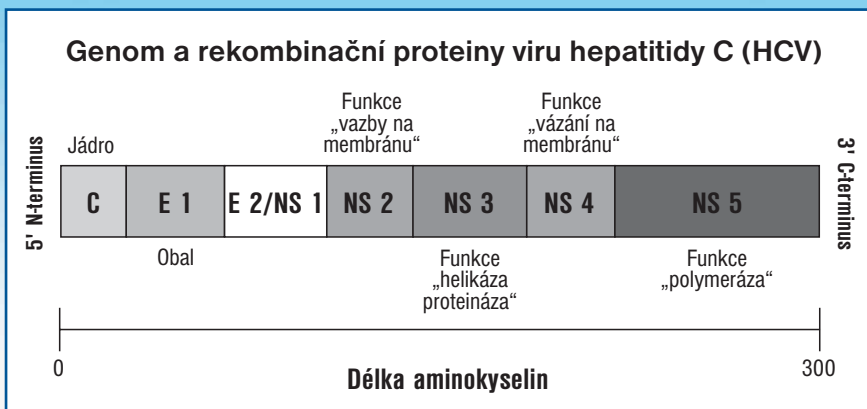 Genom a rekombinační proteiny viru hepatitidy C (HCV)
Funkce
„vazby na
membránu“
Funkce
„vázání na
membránu“
Jádro
5' N-terminus
C
E 1
E 2/NS 1
NS 2
NS 3
NS 4
NS 5
3' C-terminus
Obal
Funkce
„helikáza
proteináza“
Funkce
„polymeráza“
0
300
Délka aminokyselin